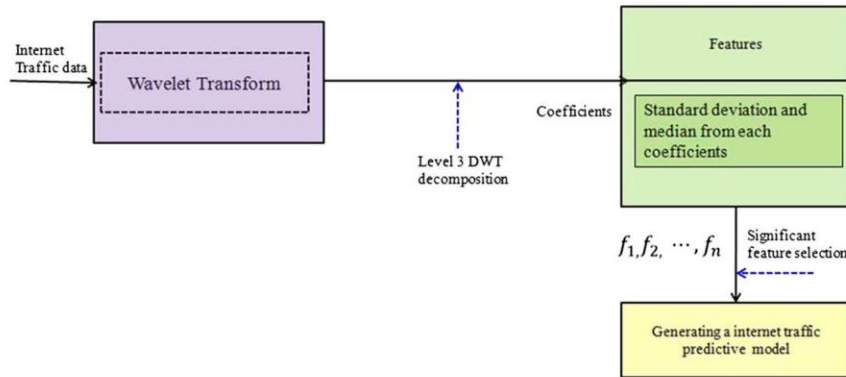 Internet
Traffic data
Wavelet Transform
Level 3 DWT
decomposition
Coefficients
Features
Standard deviation and
median from each
coefficients
f₁,f₂, ⋯ , fₙ
Significant
feature selection
Generating a internet traffic
predictive model